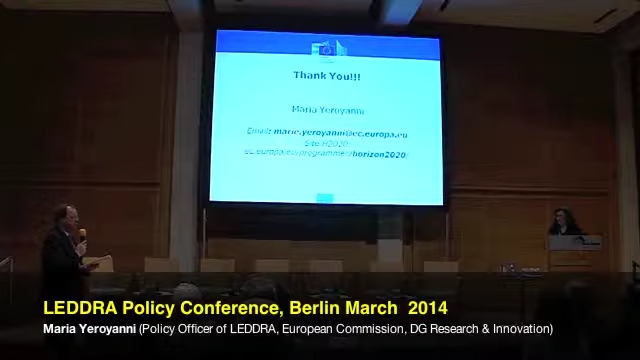 Thank You!!!
Maria Yeroyanni
Email: marie.yeroyanni@ec.europa.eu
Site H2020:
ec.europa.eu/programmes/horizon2020/
LEDDRA Policy Conference, Berlin March 2014
Maria Yeroyanni (Policy Officer of LEDDRA, European Commission, DG Research & Innovation)